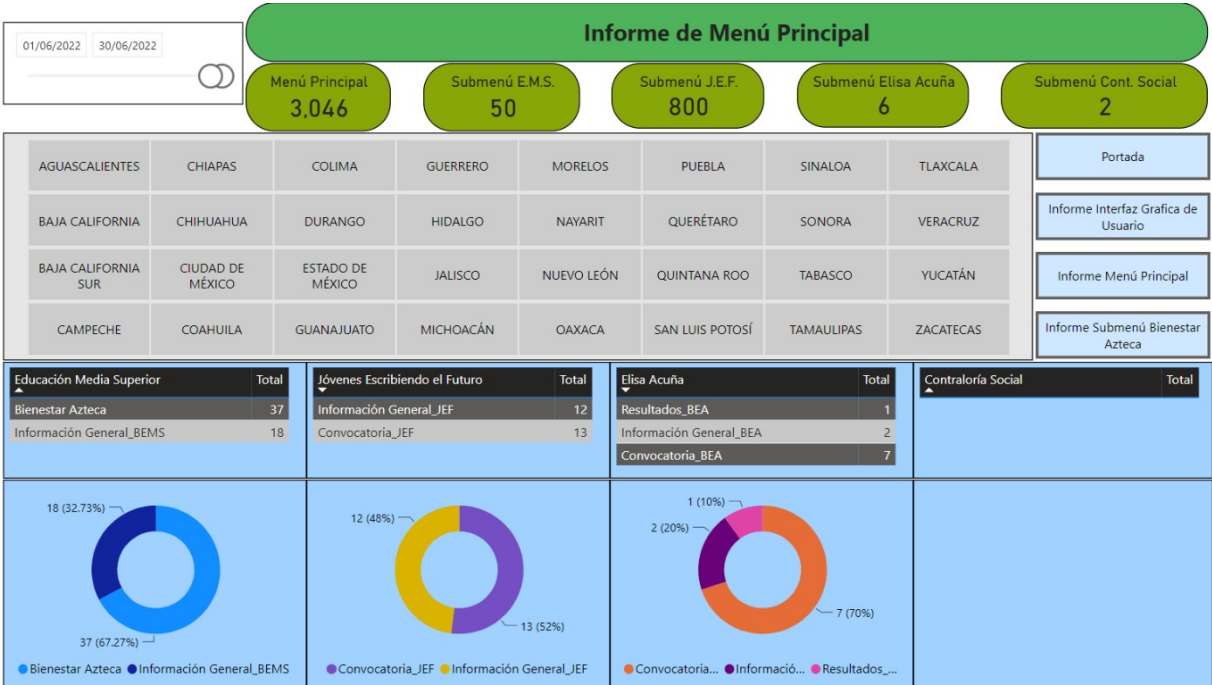 Informe de Menú Principal
01/06/2022 30/06/2022
Menú Principal
3,046
Submenú E.M.S.
50
Submenú J.E.F.
800
Submenú Elisa Acuña
6
Submenú Cont. Social
2
AGUASCALIENTES CHIAPAS COLIMA GUERRERO MORELOS PUEBLA SINALOA TLAXCALA
BAJA CALIFORNIA CHIHUAHUA DURANGO HIDALGO NAYARIT QUERÉTARO SONORA VERACRUZ
BAJA CALIFORNIA
SUR
CIUDAD DE
MÉXICO
ESTADO DE
MÉXICO
JALISCO NUEVO LEÓN QUINTANA ROO TABASCO YUCATÁN
CAMPECHE COAHUILA GUANAJUATO MICHOACÁN OAXACA SAN LUIS POTOSÍ TAMAULIPAS ZACATECAS
Portada
Informe Interfaz Grafica de
Usuario
Informe Menú Principal
Informe Submenú Bienestar
Azteca
Educación Media Superior Total
Bienestar Azteca 37
Información General_BEMS 18
Jóvenes Escribiendo el Futuro Total
Información General_JEF 12
Convocatoria_JEF 13
Elisa Acuña Total
Resultados_BEA 1
Información General_BEA 2
Convocatoria_BEA 7
Contraloría Social Total
18 (32.73%)
37 (67.27%)
Bienestar Azteca Información General_BEMS
12 (48%)
13 (52%)
Convocatoria_JEF Información General_JEF
1 (10%)
2 (20%)
7 (70%)
Convocatoria... Informació... Resultados_...